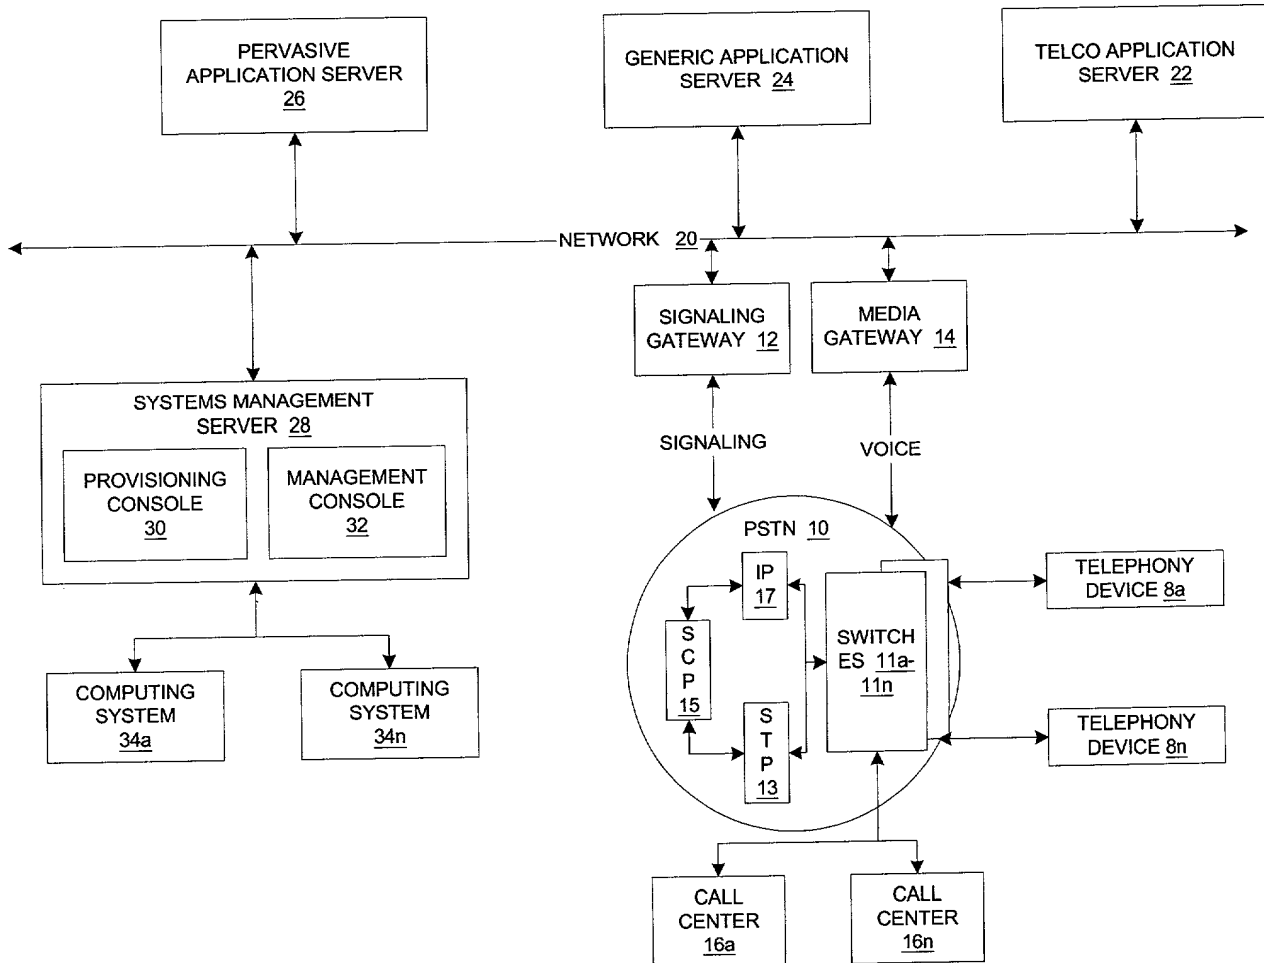 PERVASIVE
APPLICATION SERVER
26
GENERIC APPLICATION
SERVER 24
TELCO APPLICATION
SERVER 22
NETWORK 20
SIGNALING
GATEWAY 12
MEDIA
GATEWAY 14
SYSTEMS MANAGEMENT
SERVER 28
PROVISIONING
CONSOLE
30
MANAGEMENT
CONSOLE
32
SIGNALING
VOICE
PSTN 10
IP
17
S
C
P
15
S
T
P
13
SWITCH
ES 11a-
11n
TELEPHONY
DEVICE 8a
TELEPHONY
DEVICE 8n
COMPUTING
SYSTEM
34a
COMPUTING
SYSTEM
34n
CALL
CENTER
16a
CALL
CENTER
16n